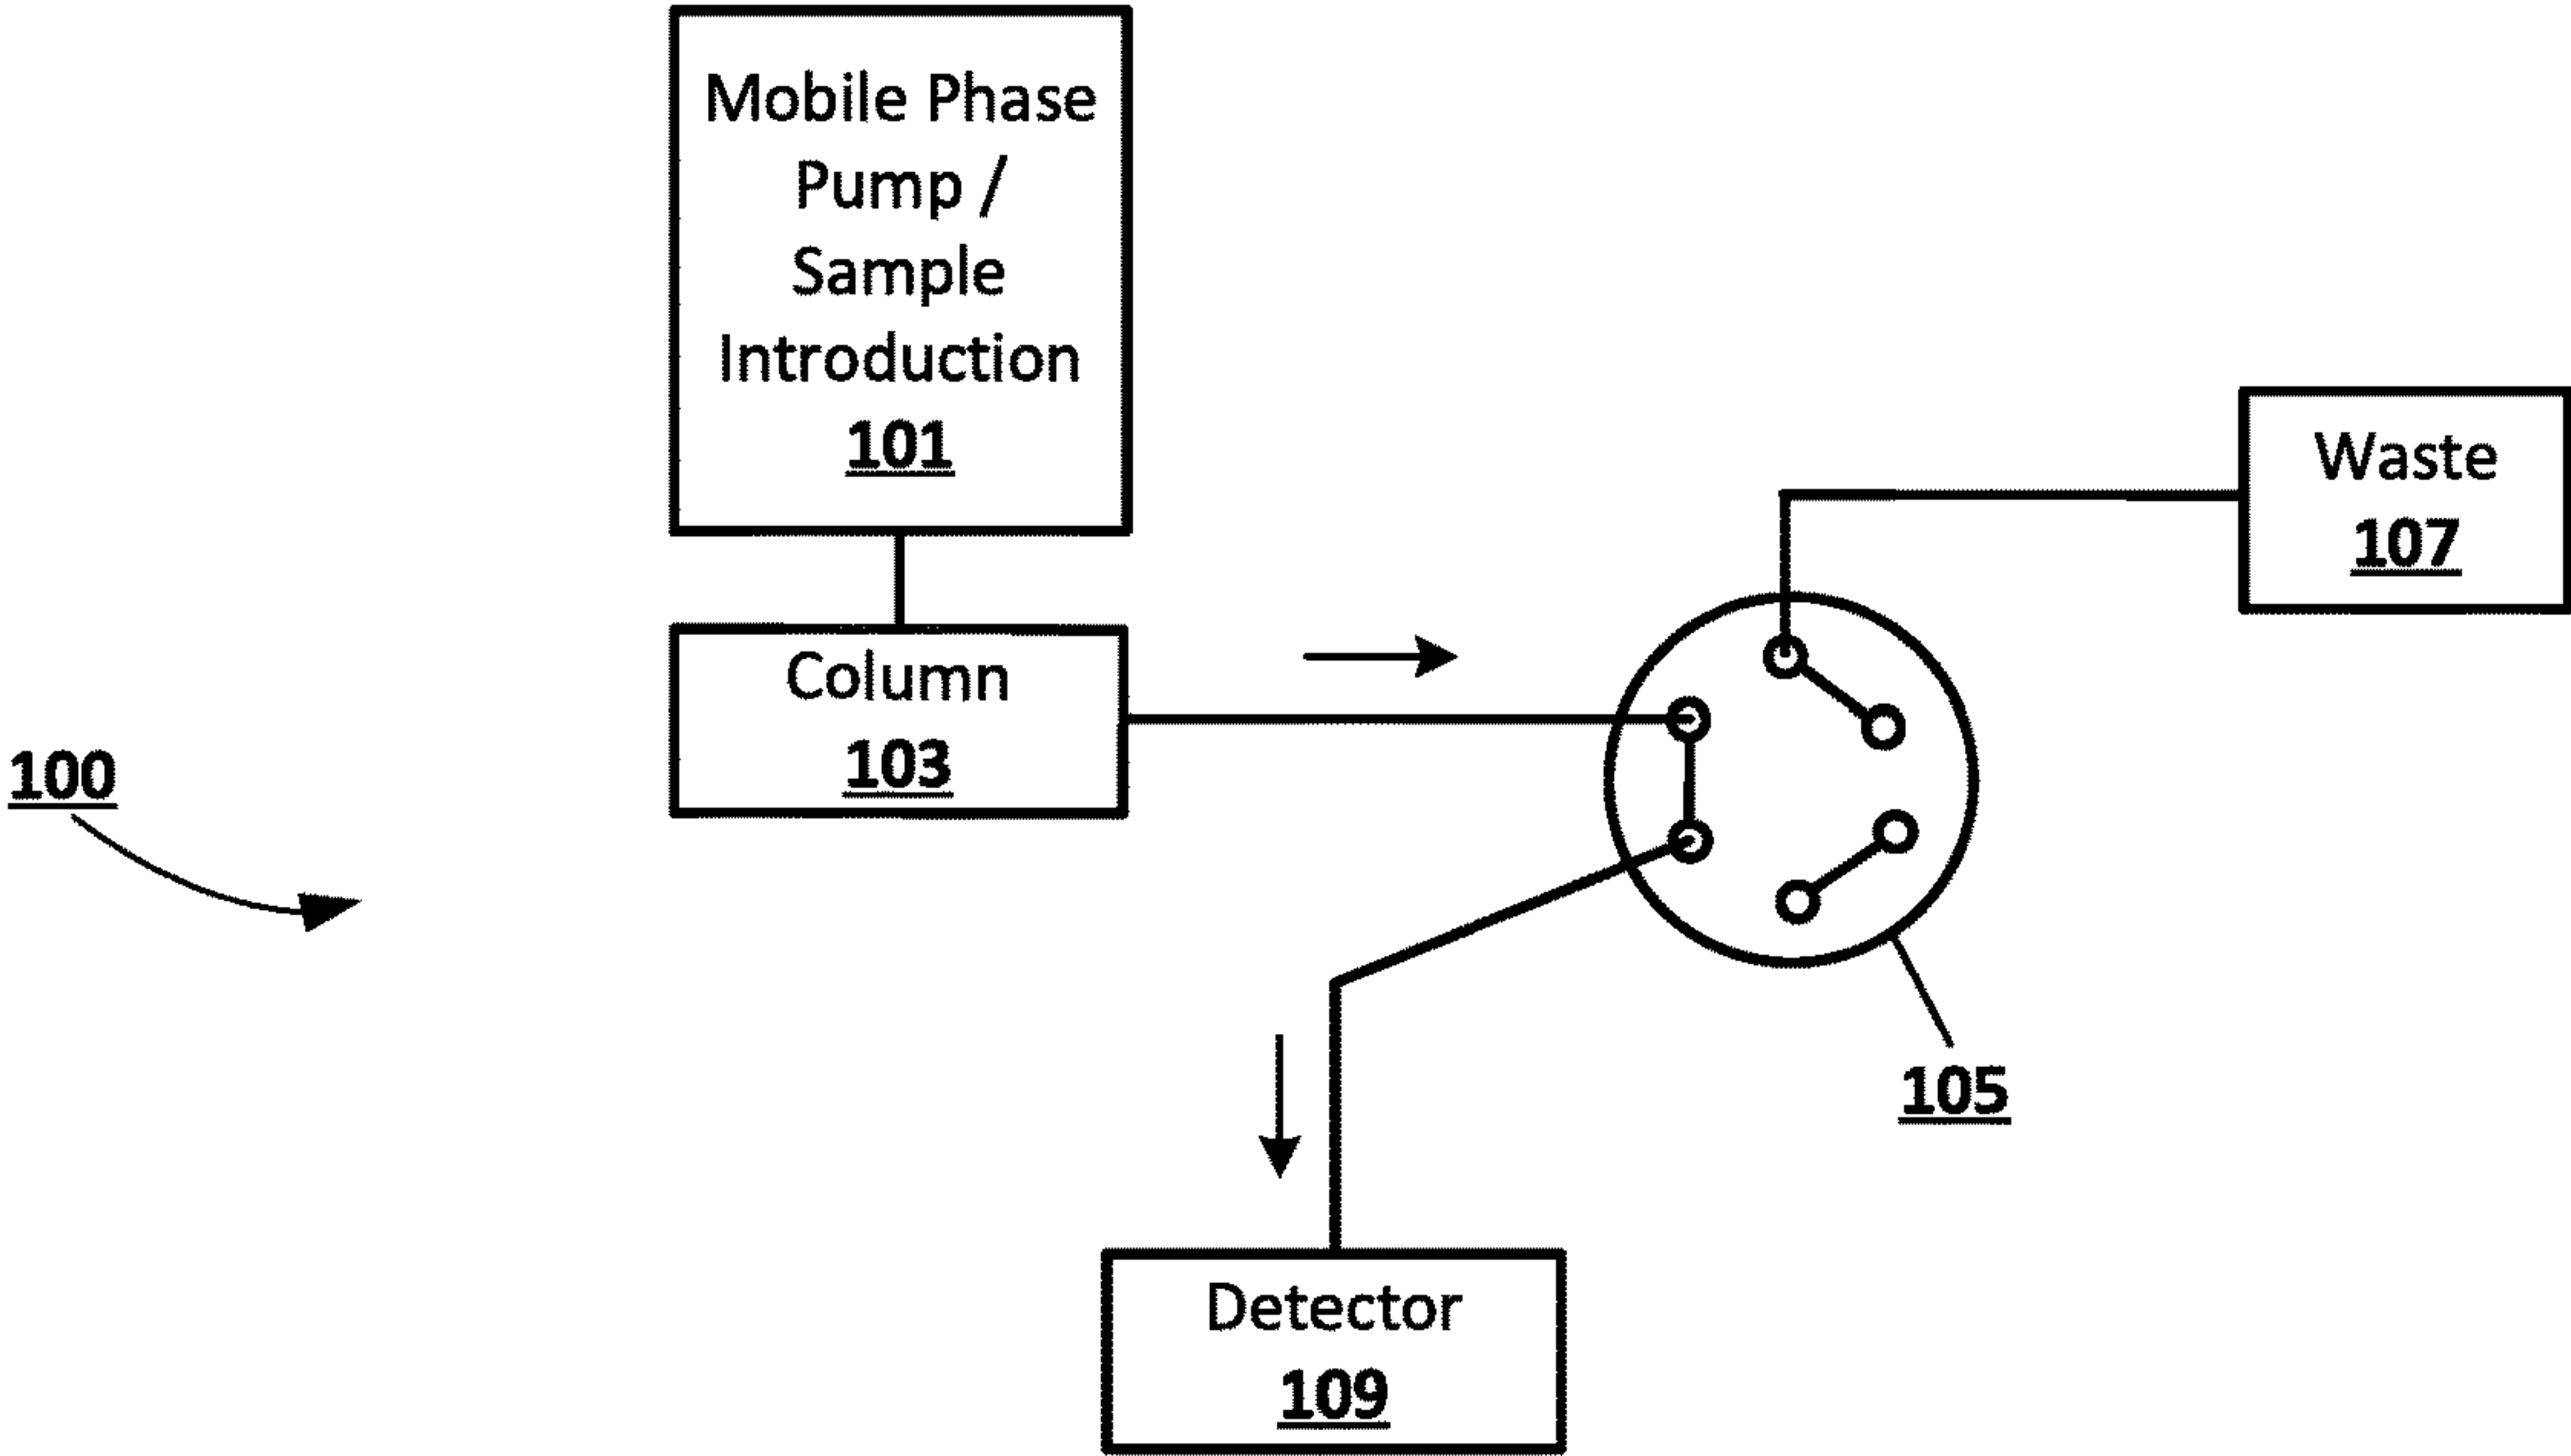 Mobile Phase
Pump /
Sample
Introduction
101
Waste
107
Column
103
100
105
Detector
109